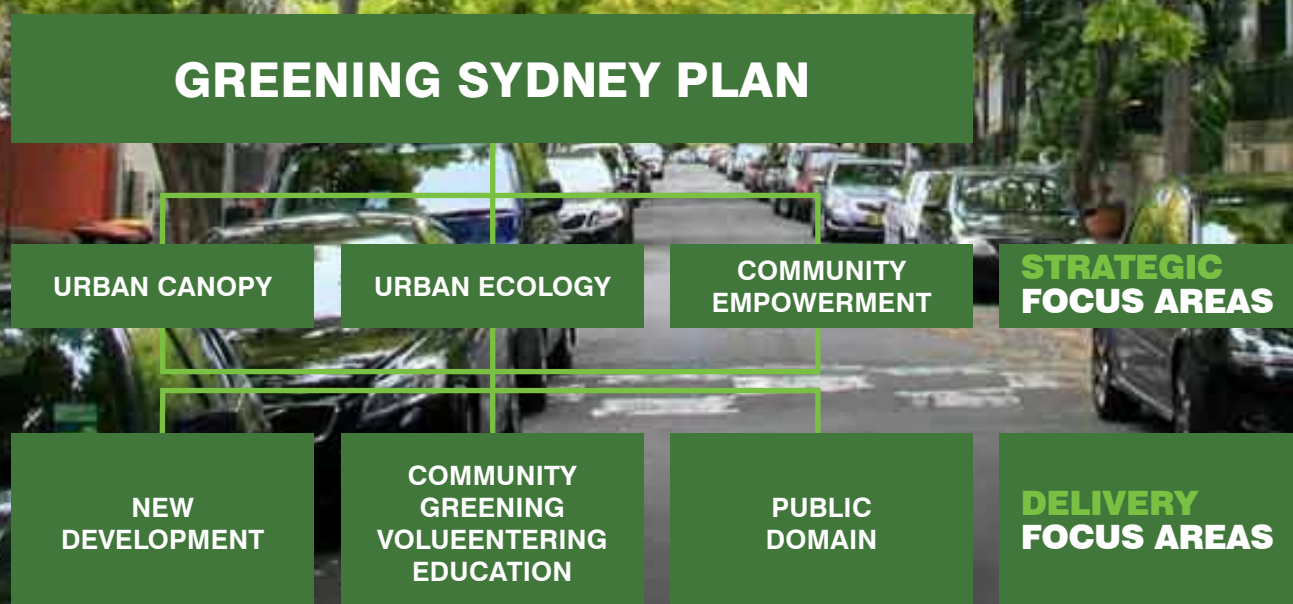 GREENING SYDNEY PLAN
URBAN CANOPY
URBAN ECOLOGY
COMMUNITY
EMPOWERMENT
STRATEGIC
FOCUS AREAS
NEW
DEVELOPMENT
COMMUNITY
GREENING
VOLUEENTERING
EDUCATION
PUBLIC
DOMAIN
DELIVERY
FOCUS AREAS